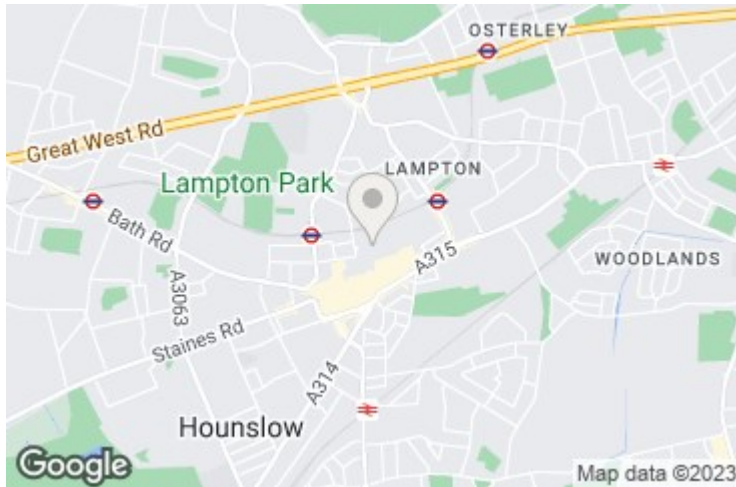 OSTERLEY
Great West Rd
LAMPTON
Lampton Park
Bath Rd
A3063
A315
WOODLANDS
Staines Rd
A314
Hounslow
Google
Map data ©2023